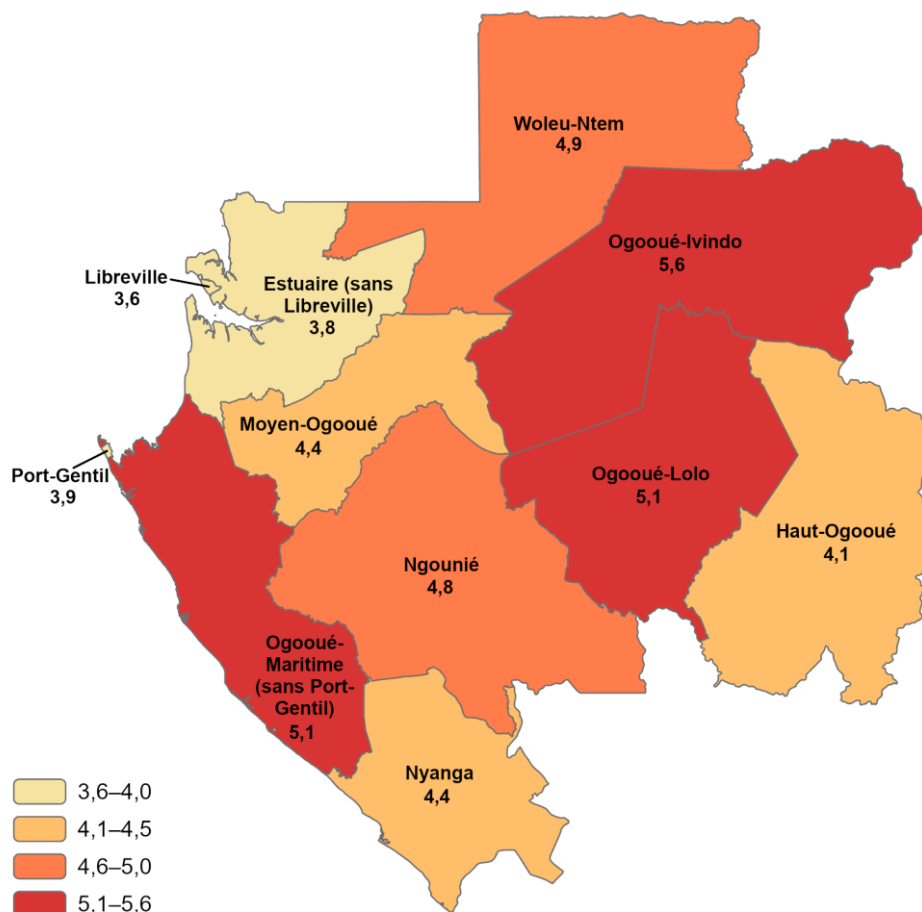 Woleu-Ntem
4,9
Ogooué-Ivindo
5,6
Libreville
3,6
Estuaire (sans
Libreville)
3,8
Moyen-Ogooué
4,4
Port-Gentil
3,9
Ogooué-Lolo
5,1
Haut-Ogooué
4,1
Ngounié
4,8
Ogooué-
Maritime
(sans Port-
Gentil)
5,1
Nyanga
4,4
3,6–4,0
4,1–4,5
4,6–5,0
5,1–5,6